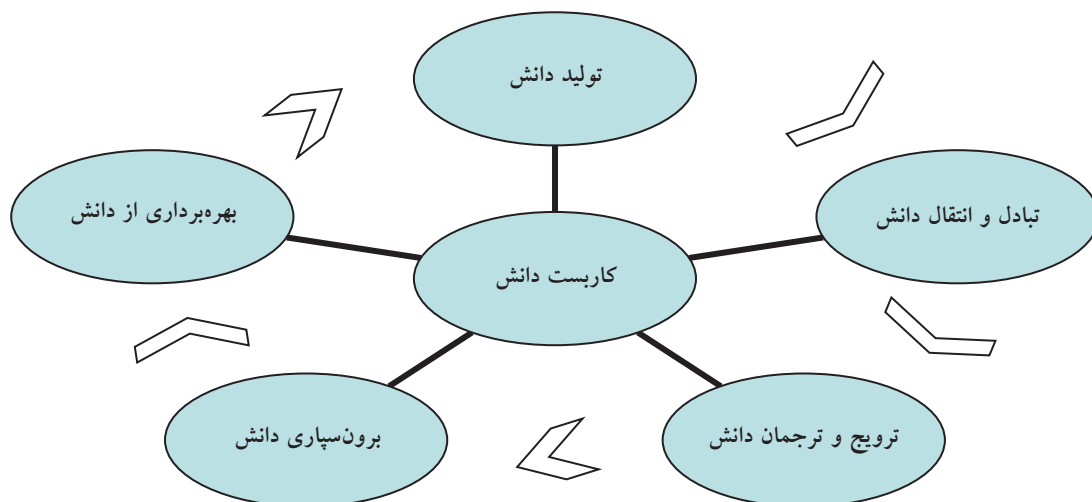 تولید دانش
تبادل و انتقال دانش
بهره‌برداری از دانش
کاربست دانش
ترویج و ترجمان دانش
برون‌سپاری دانش